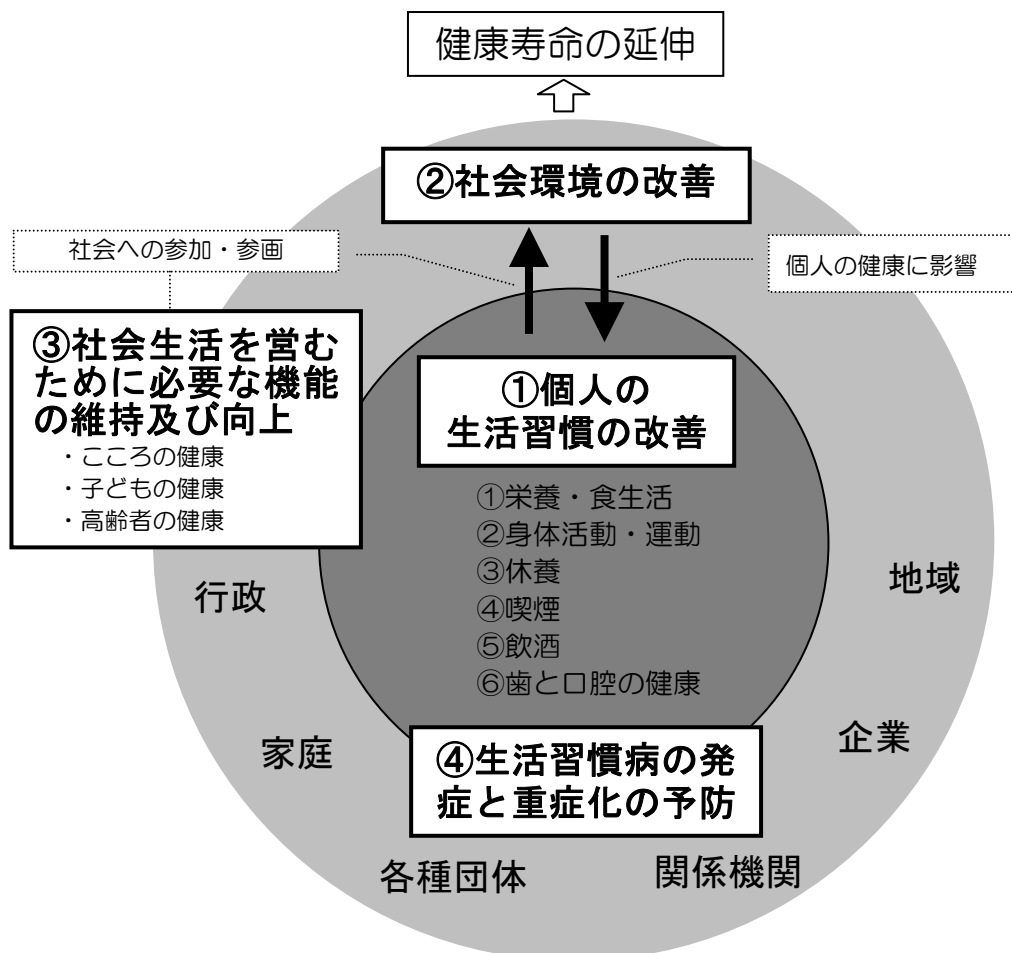 健康寿命の延伸
②社会環境の改善
社会への参加・参画
個人の健康に影響
③社会生活を営む
ために必要な機能
の維持及び向上
・こころの健康
・子どもの健康
・高齢者の健康
①個人の
生活習慣の改善
①栄養・食生活
②身体活動・運動
③休養
④喫煙
⑤飲酒
⑥歯と口腔の健康
行政
地域
家庭
企業
④生活習慣病の発
症と重症化の予防
各種団体
関係機関